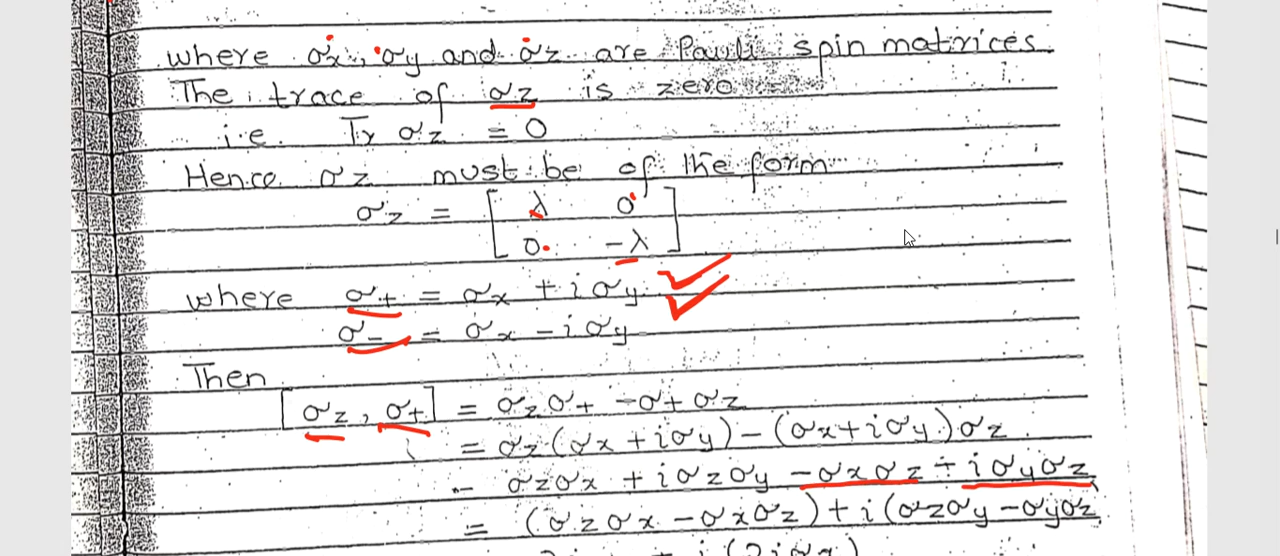 where σx, σy and σz are Pauli spin matrices.
The trace of σz is zero
i.e. Tr σz = 0
Hence σz must be of the form
σz = [ λ 0
0 -λ ]
where σ+ = σx + iσy
σ- = σx - iσy
Then
[σz, σ+] = σzσ+ - σ+σz
= σz(σx + iσy) - (σx + iσy)σz
= σzσx + iσzσy - σxσz - iσyσz
= (σzσx - σxσz) + i(σzσy - σyσz